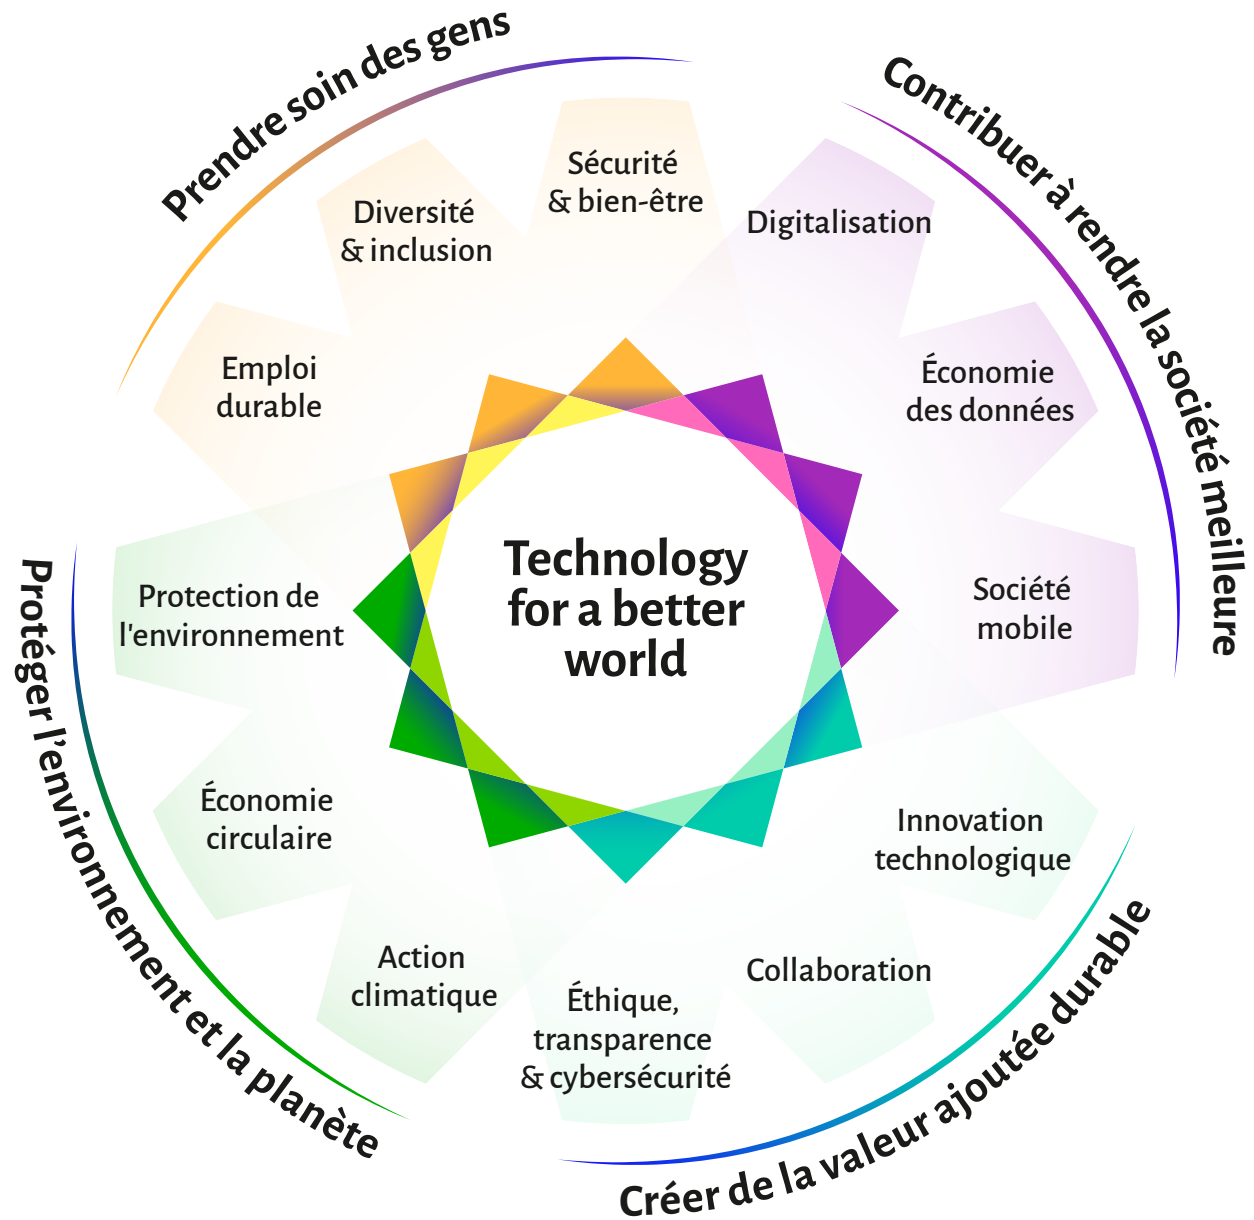 Prendre soin des gens
Sécurité
& bien-être
Diversité
& inclusion
Emploi
durable
Contribuer à rendre la société meilleure
Digitalisation
Économie
des données
Société
mobile
Technology
for a better
world
Protéger l’environnement et la planète
Protection de
l'environnement
Économie
circulaire
Action
climatique
Créer de la valeur ajoutée durable
Innovation
technologique
Collaboration
Éthique,
transparence
& cybersécurité